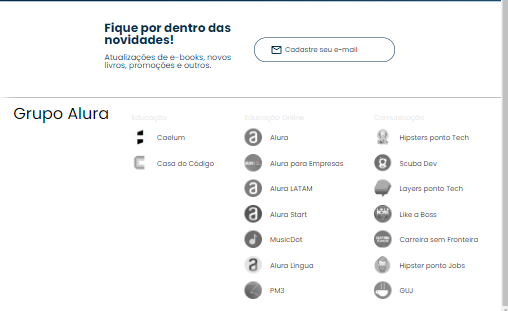 Fique por dentro das
novidades!
Atualizações de e-books, novos
livros, promoções e outros.
Cadastre seu e-mail
Grupo Alura
Educação
Caelum
Casa do Código
Educação Online
Alura
Alura para Empresas
Alura LATAM
Alura Start
MusicDot
Alura Língua
PM3
Comunicação
Hipsters ponto Tech
Scuba Dev
Layers ponto Tech
Like a Boss
Carreira sem Fronteira
Hipster ponto Jobs
GUJ